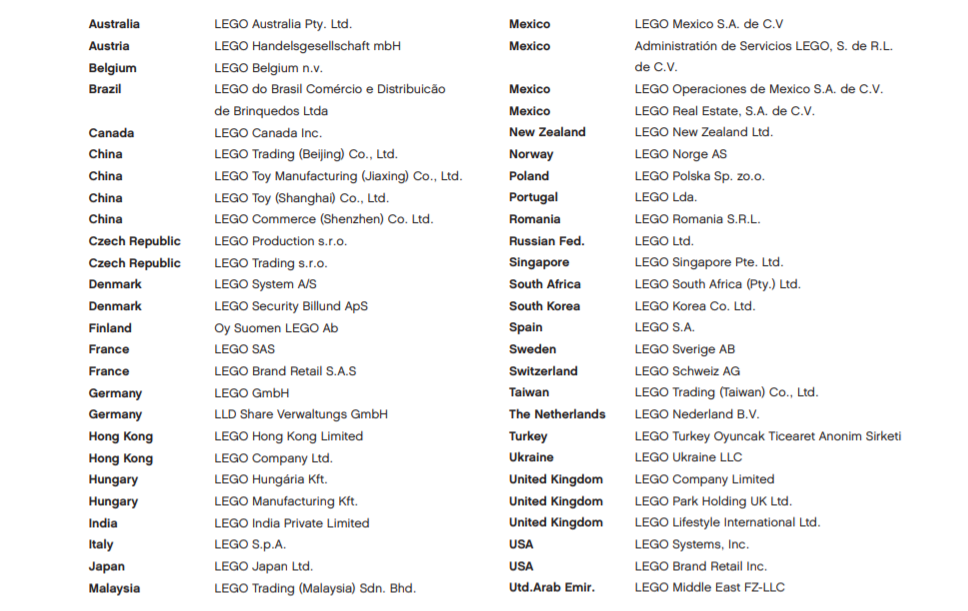 Australia LEGO Australia Pty. Ltd.
Austria LEGO Handelsgesellschaft mbH
Belgium LEGO Belgium n.v.
Brazil LEGO do Brasil Comércio e Distribuicão
de Brinquedos Ltda
Canada LEGO Canada Inc.
China LEGO Trading (Beijing) Co., Ltd.
China LEGO Toy Manufacturing (Jiaxing) Co., Ltd.
China LEGO Toy (Shanghai) Co., Ltd.
China LEGO Commerce (Shenzhen) Co. Ltd.
Czech Republic LEGO Production s.r.o.
Czech Republic LEGO Trading s.r.o.
Denmark LEGO System A/S
Denmark LEGO Security Billund ApS
Finland Oy Suomen LEGO Ab
France LEGO SAS
France LEGO Brand Retail S.A.S
Germany LEGO GmbH
Germany LLD Share Verwaltungs GmbH
Hong Kong LEGO Hong Kong Limited
Hong Kong LEGO Company Ltd.
Hungary LEGO Hungária Kft.
Hungary LEGO Manufacturing Kft.
India LEGO India Private Limited
Italy LEGO S.p.A.
Japan LEGO Japan Ltd.
Malaysia LEGO Trading (Malaysia) Sdn. Bhd.
Mexico LEGO Mexico S.A. de C.V
Mexico Administratión de Servicios LEGO, S. de R.L.
de C.V.
Mexico LEGO Operaciones de Mexico S.A. de C.V.
Mexico LEGO Real Estate, S.A. de C.V.
New Zealand LEGO New Zealand Ltd.
Norway LEGO Norge AS
Poland LEGO Polska Sp. zo.o.
Portugal LEGO Lda.
Romania LEGO Romania S.R.L.
Russian Fed. LEGO Ltd.
Singapore LEGO Singapore Pte. Ltd.
South Africa LEGO South Africa (Pty.) Ltd.
South Korea LEGO Korea Co. Ltd.
Spain LEGO S.A.
Sweden LEGO Sverige AB
Switzerland LEGO Schweiz AG
Taiwan LEGO Trading (Taiwan) Co., Ltd.
The Netherlands LEGO Nederland B.V.
Turkey LEGO Turkey Oyuncak Ticearet Anonim Sirketi
Ukraine LEGO Ukraine LLC
United Kingdom LEGO Company Limited
United Kingdom LEGO Park Holding UK Ltd.
United Kingdom LEGO Lifestyle International Ltd.
USA LEGO Systems, Inc.
USA LEGO Brand Retail Inc.
Utd.Arab Emir. LEGO Middle East FZ-LLC